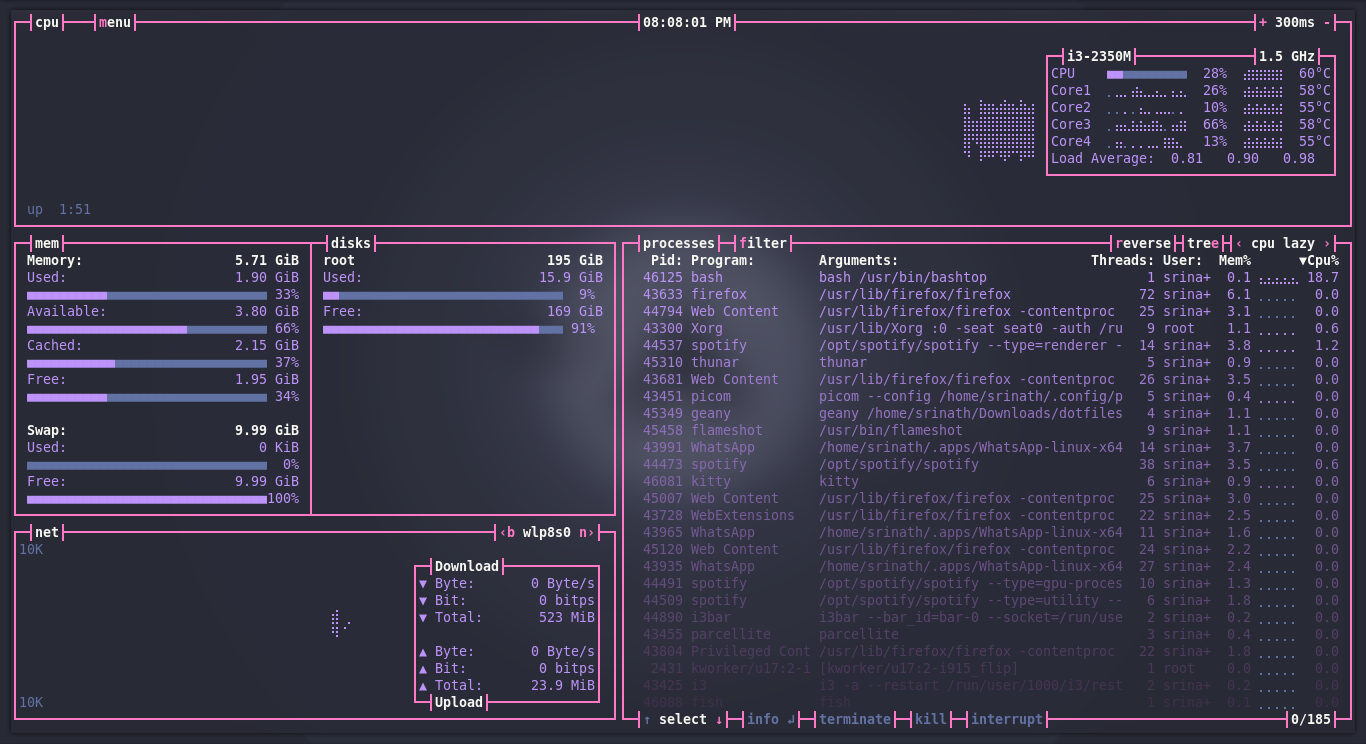 cpu menu 08:08:01 PM + 300ms -
i3-2350M 1.5 GHz
CPU 28% 60°C
Core1 26% 58°C
Core2 10% 55°C
Core3 66% 58°C
Core4 13% 55°C
Load Average: 0.81 0.90 0.98
up 1:51
mem disks
Memory: 5.71 GiB
Used: 1.90 GiB
33%
Available: 3.80 GiB
66%
Cached: 2.15 GiB
37%
Free: 1.95 GiB
34%
Swap: 9.99 GiB
Used: 0 KiB
0%
Free: 9.99 GiB
100%
root 195 GiB
Used: 15.9 GiB
9%
Free: 169 GiB
91%
net ‹b wlp8s0 n›
10K
Download
▼ Byte: 0 Byte/s
▼ Bit: 0 bitps
▼ Total: 523 MiB
▲ Byte: 0 Byte/s
▲ Bit: 0 bitps
▲ Total: 23.9 MiB
Upload
10K
processes filter reverse tree ‹ cpu lazy ›
Pid: Program: Arguments: Threads: User: Mem% ▼Cpu%
46125 bash bash /usr/bin/bashtop 1 srina+ 0.1 18.7
43633 firefox /usr/lib/firefox/firefox 72 srina+ 6.1 0.0
44794 Web Content /usr/lib/firefox/firefox -contentproc 25 srina+ 3.1 0.0
43300 Xorg /usr/lib/Xorg :0 -seat seat0 -auth /ru 9 root 1.1 0.6
44537 spotify /opt/spotify/spotify --type=renderer - 14 srina+ 3.8 1.2
45310 thunar thunar 5 srina+ 0.9 0.0
43681 Web Content /usr/lib/firefox/firefox -contentproc 26 srina+ 3.5 0.0
43451 picom picom --config /home/srinath/.config/p 5 srina+ 0.4 0.0
45349 geany geany /home/srinath/Downloads/dotfiles 4 srina+ 1.1 0.0
45458 flameshot /usr/bin/flameshot 9 srina+ 1.1 0.0
43991 WhatsApp /home/srinath/.apps/WhatsApp-linux-x64 14 srina+ 3.7 0.0
44473 spotify /opt/spotify/spotify 38 srina+ 3.5 0.6
46081 kitty kitty 6 srina+ 0.9 0.0
45007 Web Content /usr/lib/firefox/firefox -contentproc 25 srina+ 3.0 0.0
43728 WebExtensions /usr/lib/firefox/firefox -contentproc 22 srina+ 2.5 0.0
43965 WhatsApp /home/srinath/.apps/WhatsApp-linux-x64 11 srina+ 1.6 0.0
45120 Web Content /usr/lib/firefox/firefox -contentproc 24 srina+ 2.2 0.0
43935 WhatsApp /home/srinath/.apps/WhatsApp-linux-x64 27 srina+ 2.4 0.0
44491 spotify /opt/spotify/spotify --type=gpu-proces 10 srina+ 1.3 0.0
44509 spotify /opt/spotify/spotify --type=utility -- 6 srina+ 1.8 0.0
44890 i3bar i3bar --bar_id=bar-0 --socket=/run/use 2 srina+ 0.2 0.0
43455 parcellite parcellite 3 srina+ 0.4 0.0
43804 Privileged Cont /usr/lib/firefox/firefox -contentproc 22 srina+ 1.8 0.0
2431 kworker/u17:2-i [kworker/u17:2-i915_flip] 1 root 0.0 0.0
43425 i3 i3 -a --restart /run/user/1000/i3/rest 2 srina+ 0.2 0.0
46088 fish fish 1 srina+ 0.1 0.0
↑ select ↓ info ↲ terminate kill interrupt 0/185